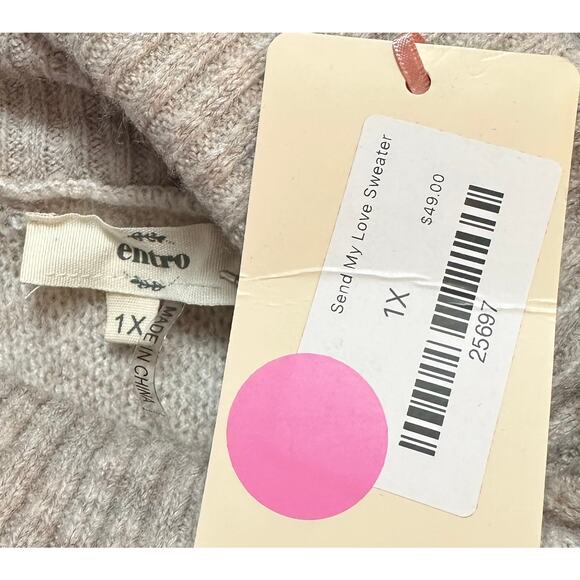 entro
1X
MADE IN CHINA
Send My Love Sweater
1X
$49.00
25697